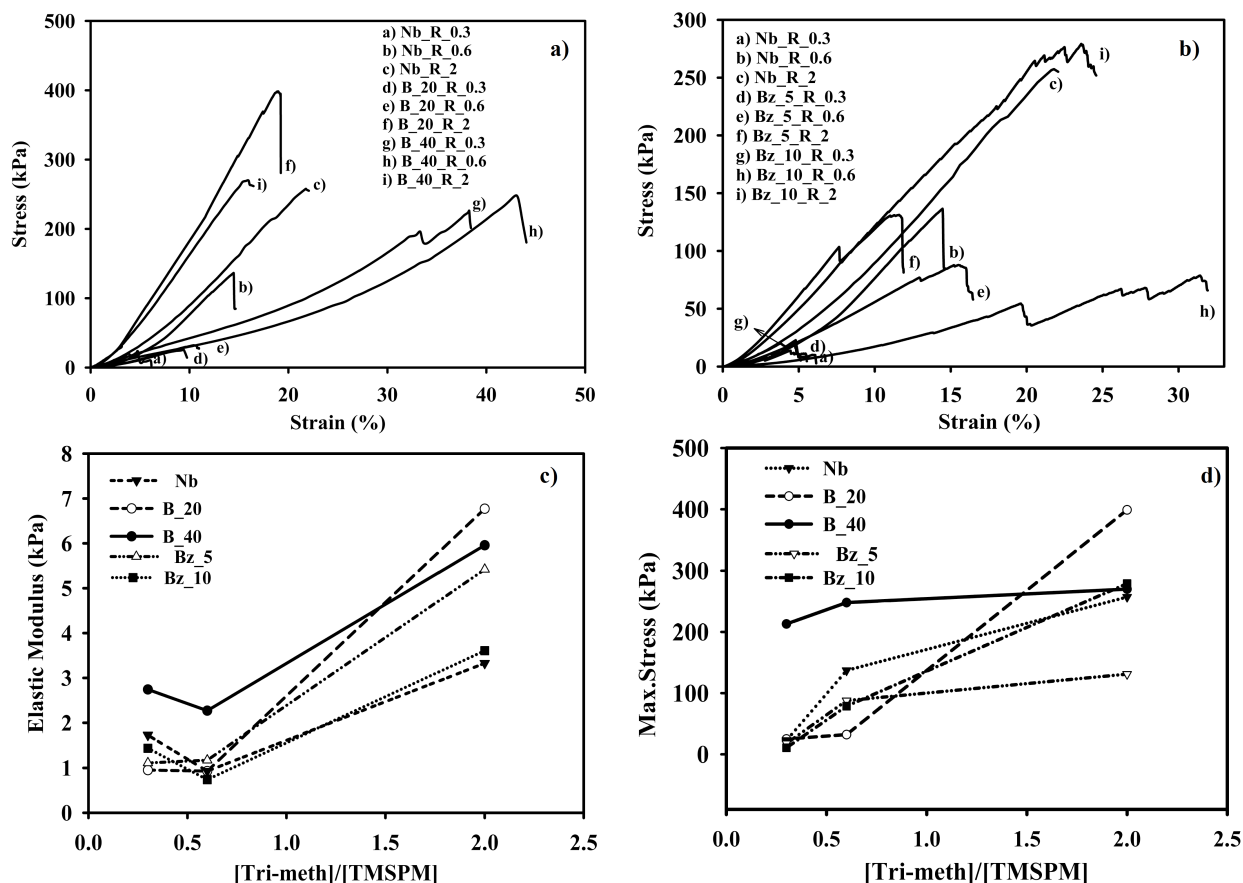 500
400
300
200
100
0
Stress (kPa)
0 10 20 30 40 50
Strain (%)
a) Nb_R_0.3
b) Nb_R_0.6
c) Nb_R_2
d) B_20_R_0.3
e) B_20_R_0.6
f) B_20_R_2
g) B_40_R_0.3
h) B_40_R_0.6
i) B_40_R_2
a)
f)
i)
c)
g)
h)
b)
e)
d)
a)
300
250
200
150
100
50
0
Stress (kPa)
0 5 10 15 20 25 30
Strain (%)
a) Nb_R_0.3
b) Nb_R_0.6
c) Nb_R_2
d) Bz_5_R_0.3
e) Bz_5_R_0.6
f) Bz_5_R_2
g) Bz_10_R_0.3
h) Bz_10_R_0.6
i) Bz_10_R_2
b)
i)
c)
f)
b)
e)
h)
g)
d)
a)
8
7
6
5
4
3
2
1
0
Elastic Modulus (kPa)
0.0 0.5 1.0 1.5 2.0 2.5
[Tri-meth]/[TMSPM]
Nb
B_20
B_40
Bz_5
Bz_10
c)
500
400
300
200
100
0
Max.Stress (kPa)
0.0 0.5 1.0 1.5 2.0 2.5
[Tri-meth]/[TMSPM]
Nb
B_20
B_40
Bz_5
Bz_10
d)